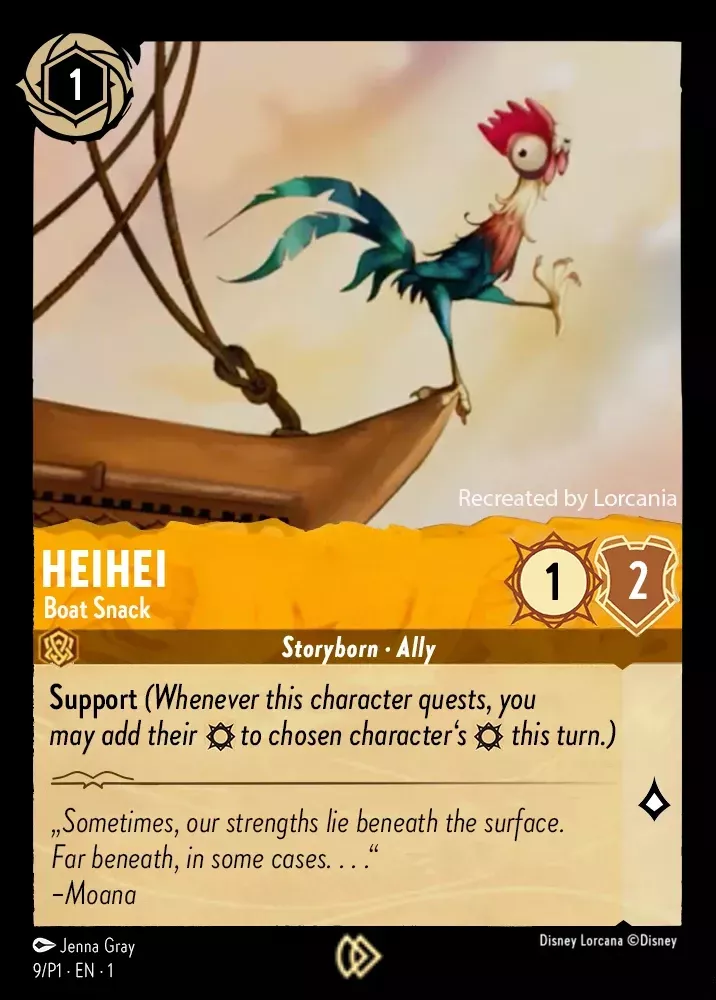 1
Recreated by Lorcania
HEIHEI
Boat Snack
1
2
Storyborn · Ally
Support (Whenever this character quests, you
may add their to chosen character‘s this turn.)
„Sometimes, our strengths lie beneath the surface.
Far beneath, in some cases. . . .“
–Moana
Jenna Gray
Disney Lorcana ©Disney
9/P1 · EN · 1